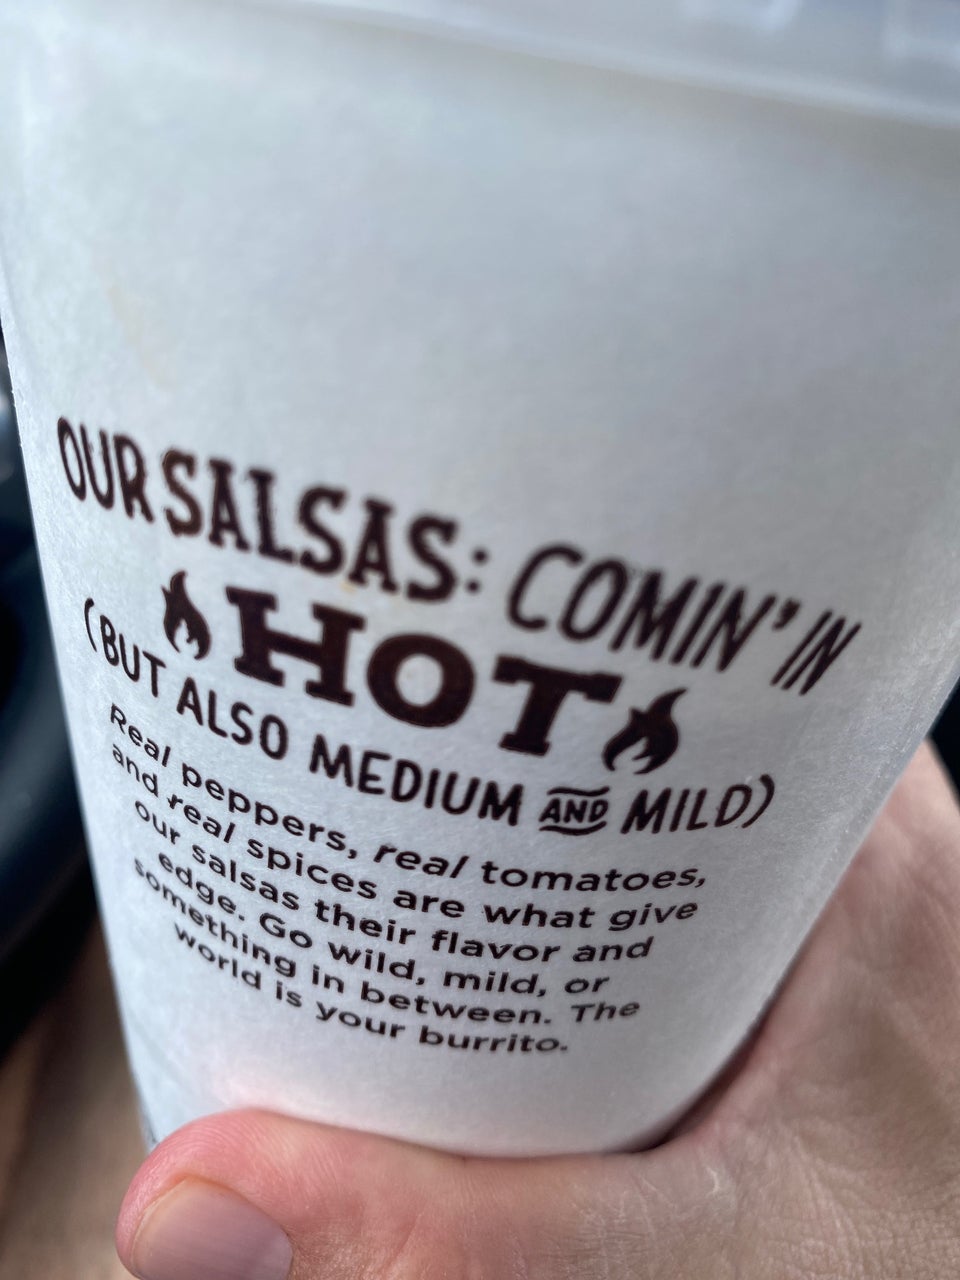 OUR SALSAS: COMIN' IN
HOT
(BUT ALSO MEDIUM AND MILD)
Real peppers, real tomatoes,
and real spices are what give
our salsas their flavor and
edge. Go wild, mild, or
something in between. The
world is your burrito.